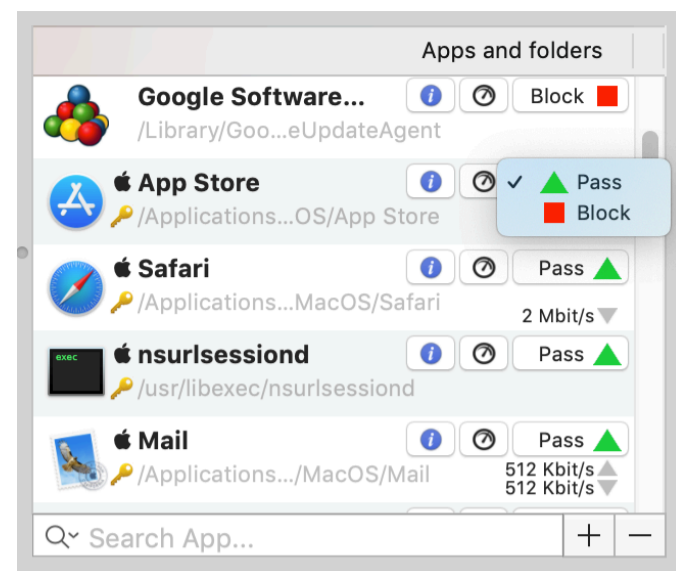 Apps and folders
Google Software...
Block
/Library/Goo...eUpdateAgent
App Store
Pass
/Applications...OS/App Store
Block
Safari
Pass
/Applications...MacOS/Safari
2 Mbit/s
exec
nsurlsessiond
Pass
/usr/libexec/nsurlsessiond
Mail
Pass
/Applications.../MacOS/Mail
512 Kbit/s
512 Kbit/s
Search App...